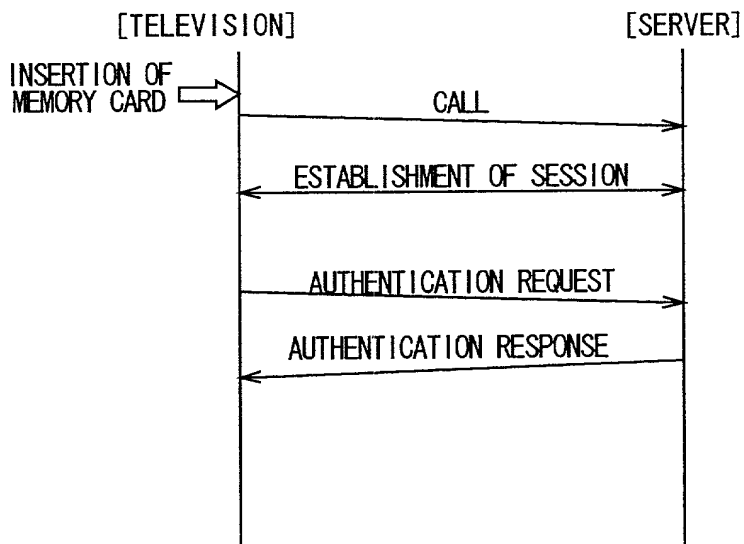 [TELEVISION]
[SERVER]
INSERTION OF
MEMORY CARD
CALL
ESTABLISHMENT OF SESSION
AUTHENTICATION REQUEST
AUTHENTICATION RESPONSE